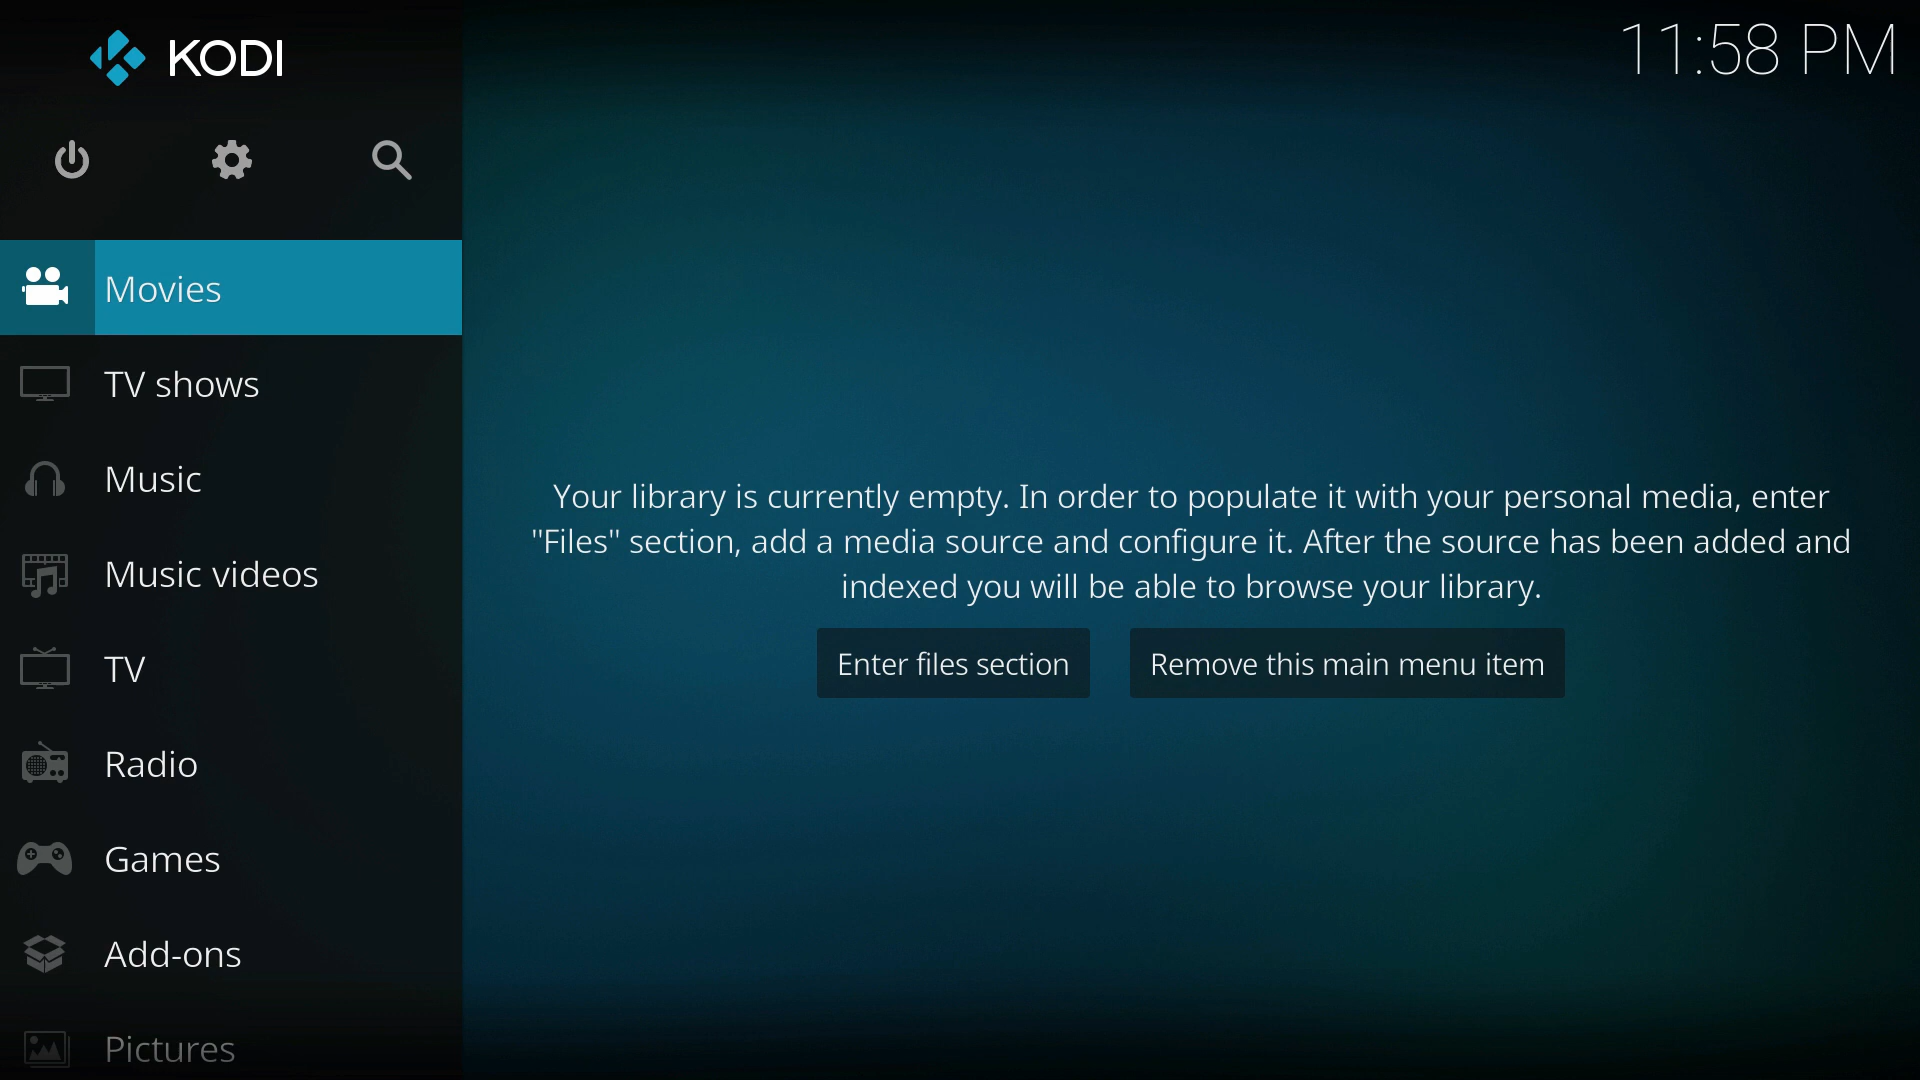 KODI
11:58 PM
Movies
TV shows
Music
Music videos
TV
Radio
Games
Add-ons
Pictures
Your library is currently empty. In order to populate it with your personal media, enter
"Files" section, add a media source and configure it. After the source has been added and
indexed you will be able to browse your library.
Enter files section
Remove this main menu item